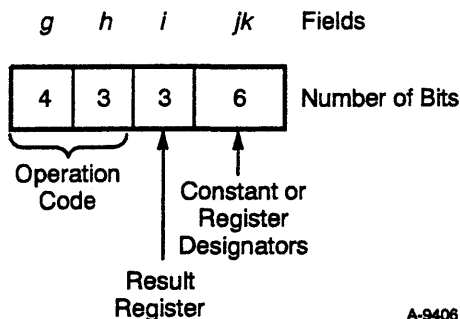 g h i jk Fields
4 3 3 6 Number of Bits
Operation
Code
Constant or
Register
Designators
Result
Register
A-9406